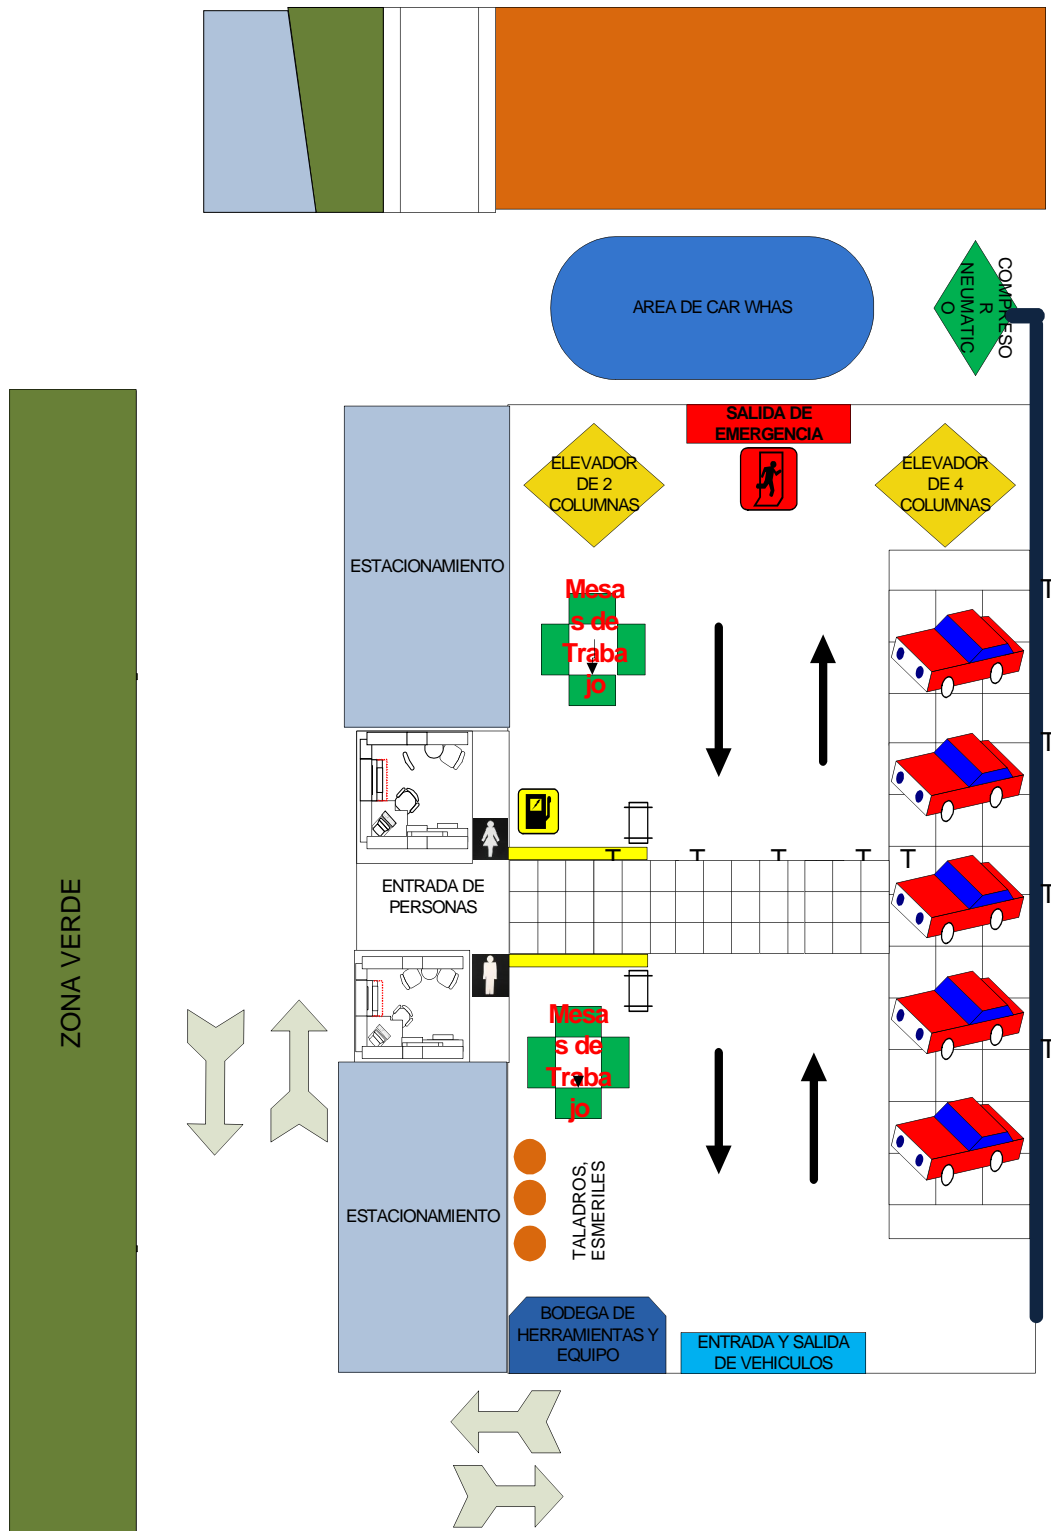 AREA DE CAR WHAS
COMPRESO
R
NEUMATIC
O
SALIDA DE
EMERGENCIA
ELEVADOR
DE 2
COLUMNAS
ELEVADOR
DE 4
COLUMNAS
ESTACIONAMIENTO
Mesa
s de
Traba
jo
T
T
T
T
T
T
T
T
T
ENTRADA DE
PERSONAS
ZONA VERDE
Mesa
s de
Traba
jo
TALADROS,
ESMERILES
ESTACIONAMIENTO
BODEGA DE
HERRAMIENTAS Y
EQUIPO
ENTRADA Y SALIDA
DE VEHICULOS